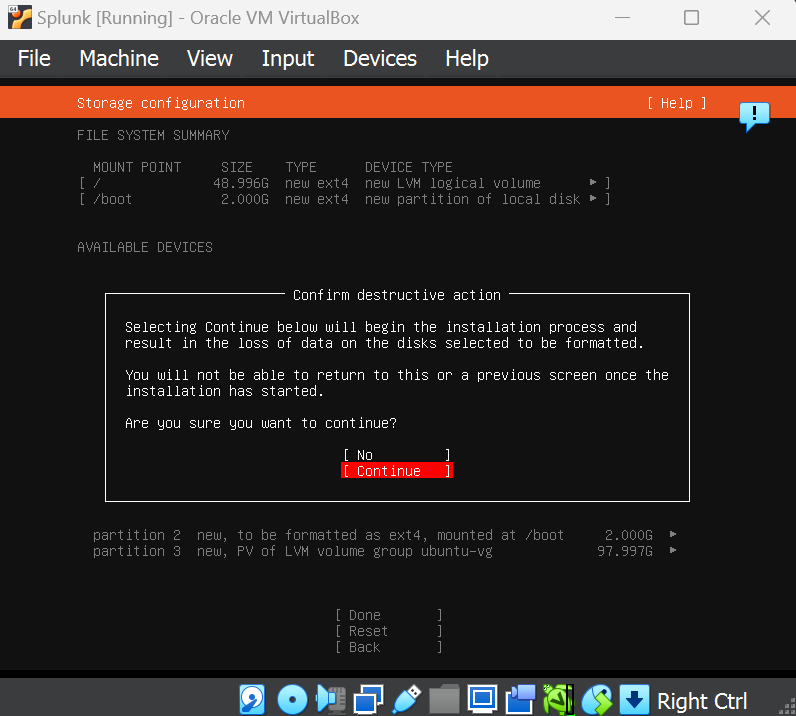 Splunk [Running] - Oracle VM VirtualBox
File Machine View Input Devices Help
Storage configuration [ Help ]
FILE SYSTEM SUMMARY
MOUNT POINT SIZE TYPE DEVICE TYPE
[ / 48.996G new ext4 new LVM logical volume ▸ ]
[ /boot 2.000G new ext4 new partition of local disk ▸ ]
AVAILABLE DEVICES
Confirm destructive action
Selecting Continue below will begin the installation process and
result in the loss of data on the disks selected to be formatted.
You will not be able to return to this or a previous screen once the
installation has started.
Are you sure you want to continue?
[ No ]
[ Continue ]
partition 2 new, to be formatted as ext4, mounted at /boot 2.000G ▸
partition 3 new, PV of LVM volume group ubuntu-vg 97.997G ▸
[ Done ]
[ Reset ]
[ Back ]
Right Ctrl